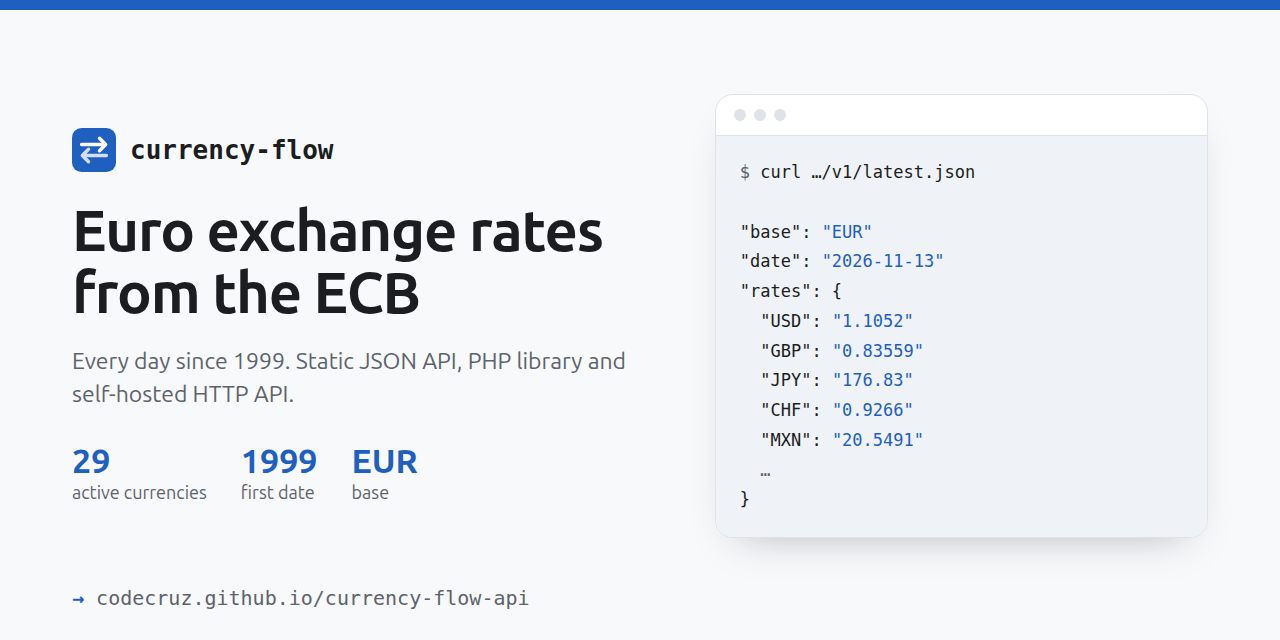 currency-flow
Euro exchange rates
from the ECB
Every day since 1999. Static JSON API, PHP library and
self-hosted HTTP API.
29
active currencies
1999
first date
EUR
base
→ codecruz.github.io/currency-flow-api
$ curl …/v1/latest.json
"base": "EUR"
"date": "2026-11-13"
"rates": {
"USD": "1.1052"
"GBP": "0.83559"
"JPY": "176.83"
"CHF": "0.9266"
"MXN": "20.5491"
…
}